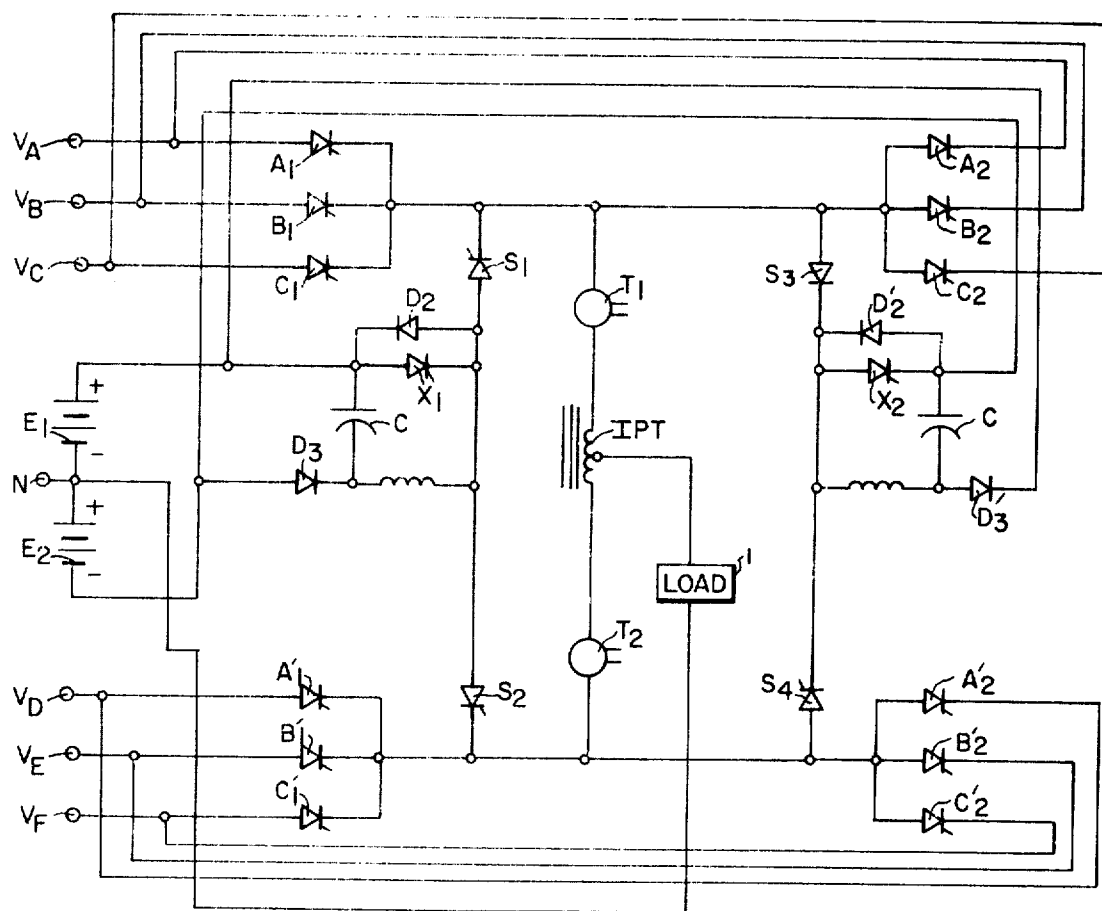 VA
VB
VC
A1
B1
C1
A2
B2
C2
S1
S3
T1
D2
D'2
X1
X2
+
E1
-
C
C
IPT
D3
D'3
N
+
E2
-
1
LOAD
T2
VD
VE
VF
A'1
B'
C'1
S2
S4
A'2
B'2
C'2